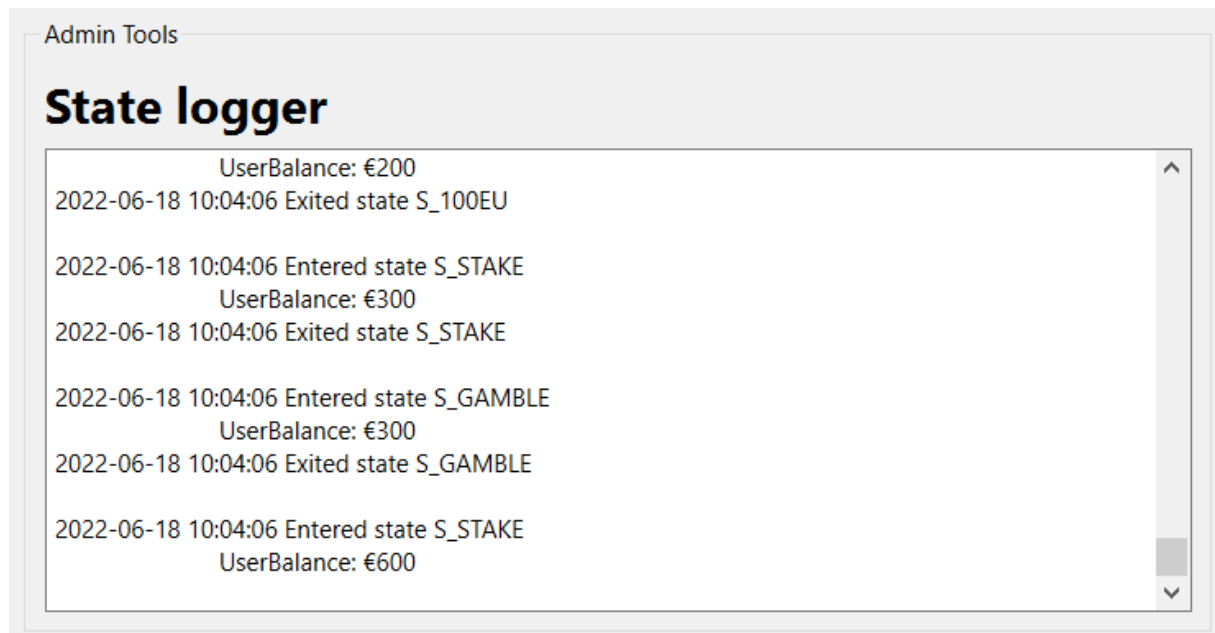 Admin Tools
State logger
UserBalance: €200
2022-06-18 10:04:06 Exited state S_100EU
2022-06-18 10:04:06 Entered state S_STAKE
UserBalance: €300
2022-06-18 10:04:06 Exited state S_STAKE
2022-06-18 10:04:06 Entered state S_GAMBLE
UserBalance: €300
2022-06-18 10:04:06 Exited state S_GAMBLE
2022-06-18 10:04:06 Entered state S_STAKE
UserBalance: €600